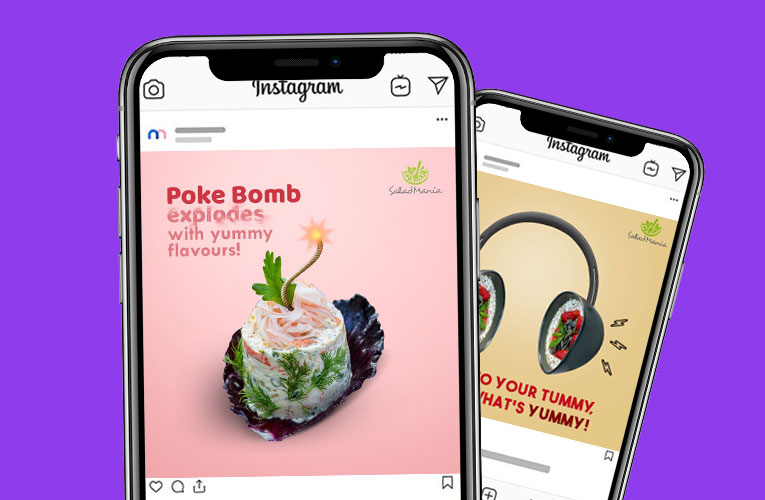 Instagram
SaladMania
Poke Bomb
explodes
with yummy
flavours!
Instagram
SaladMania
O YOUR TUMMY,
HAT'S YUMMY!